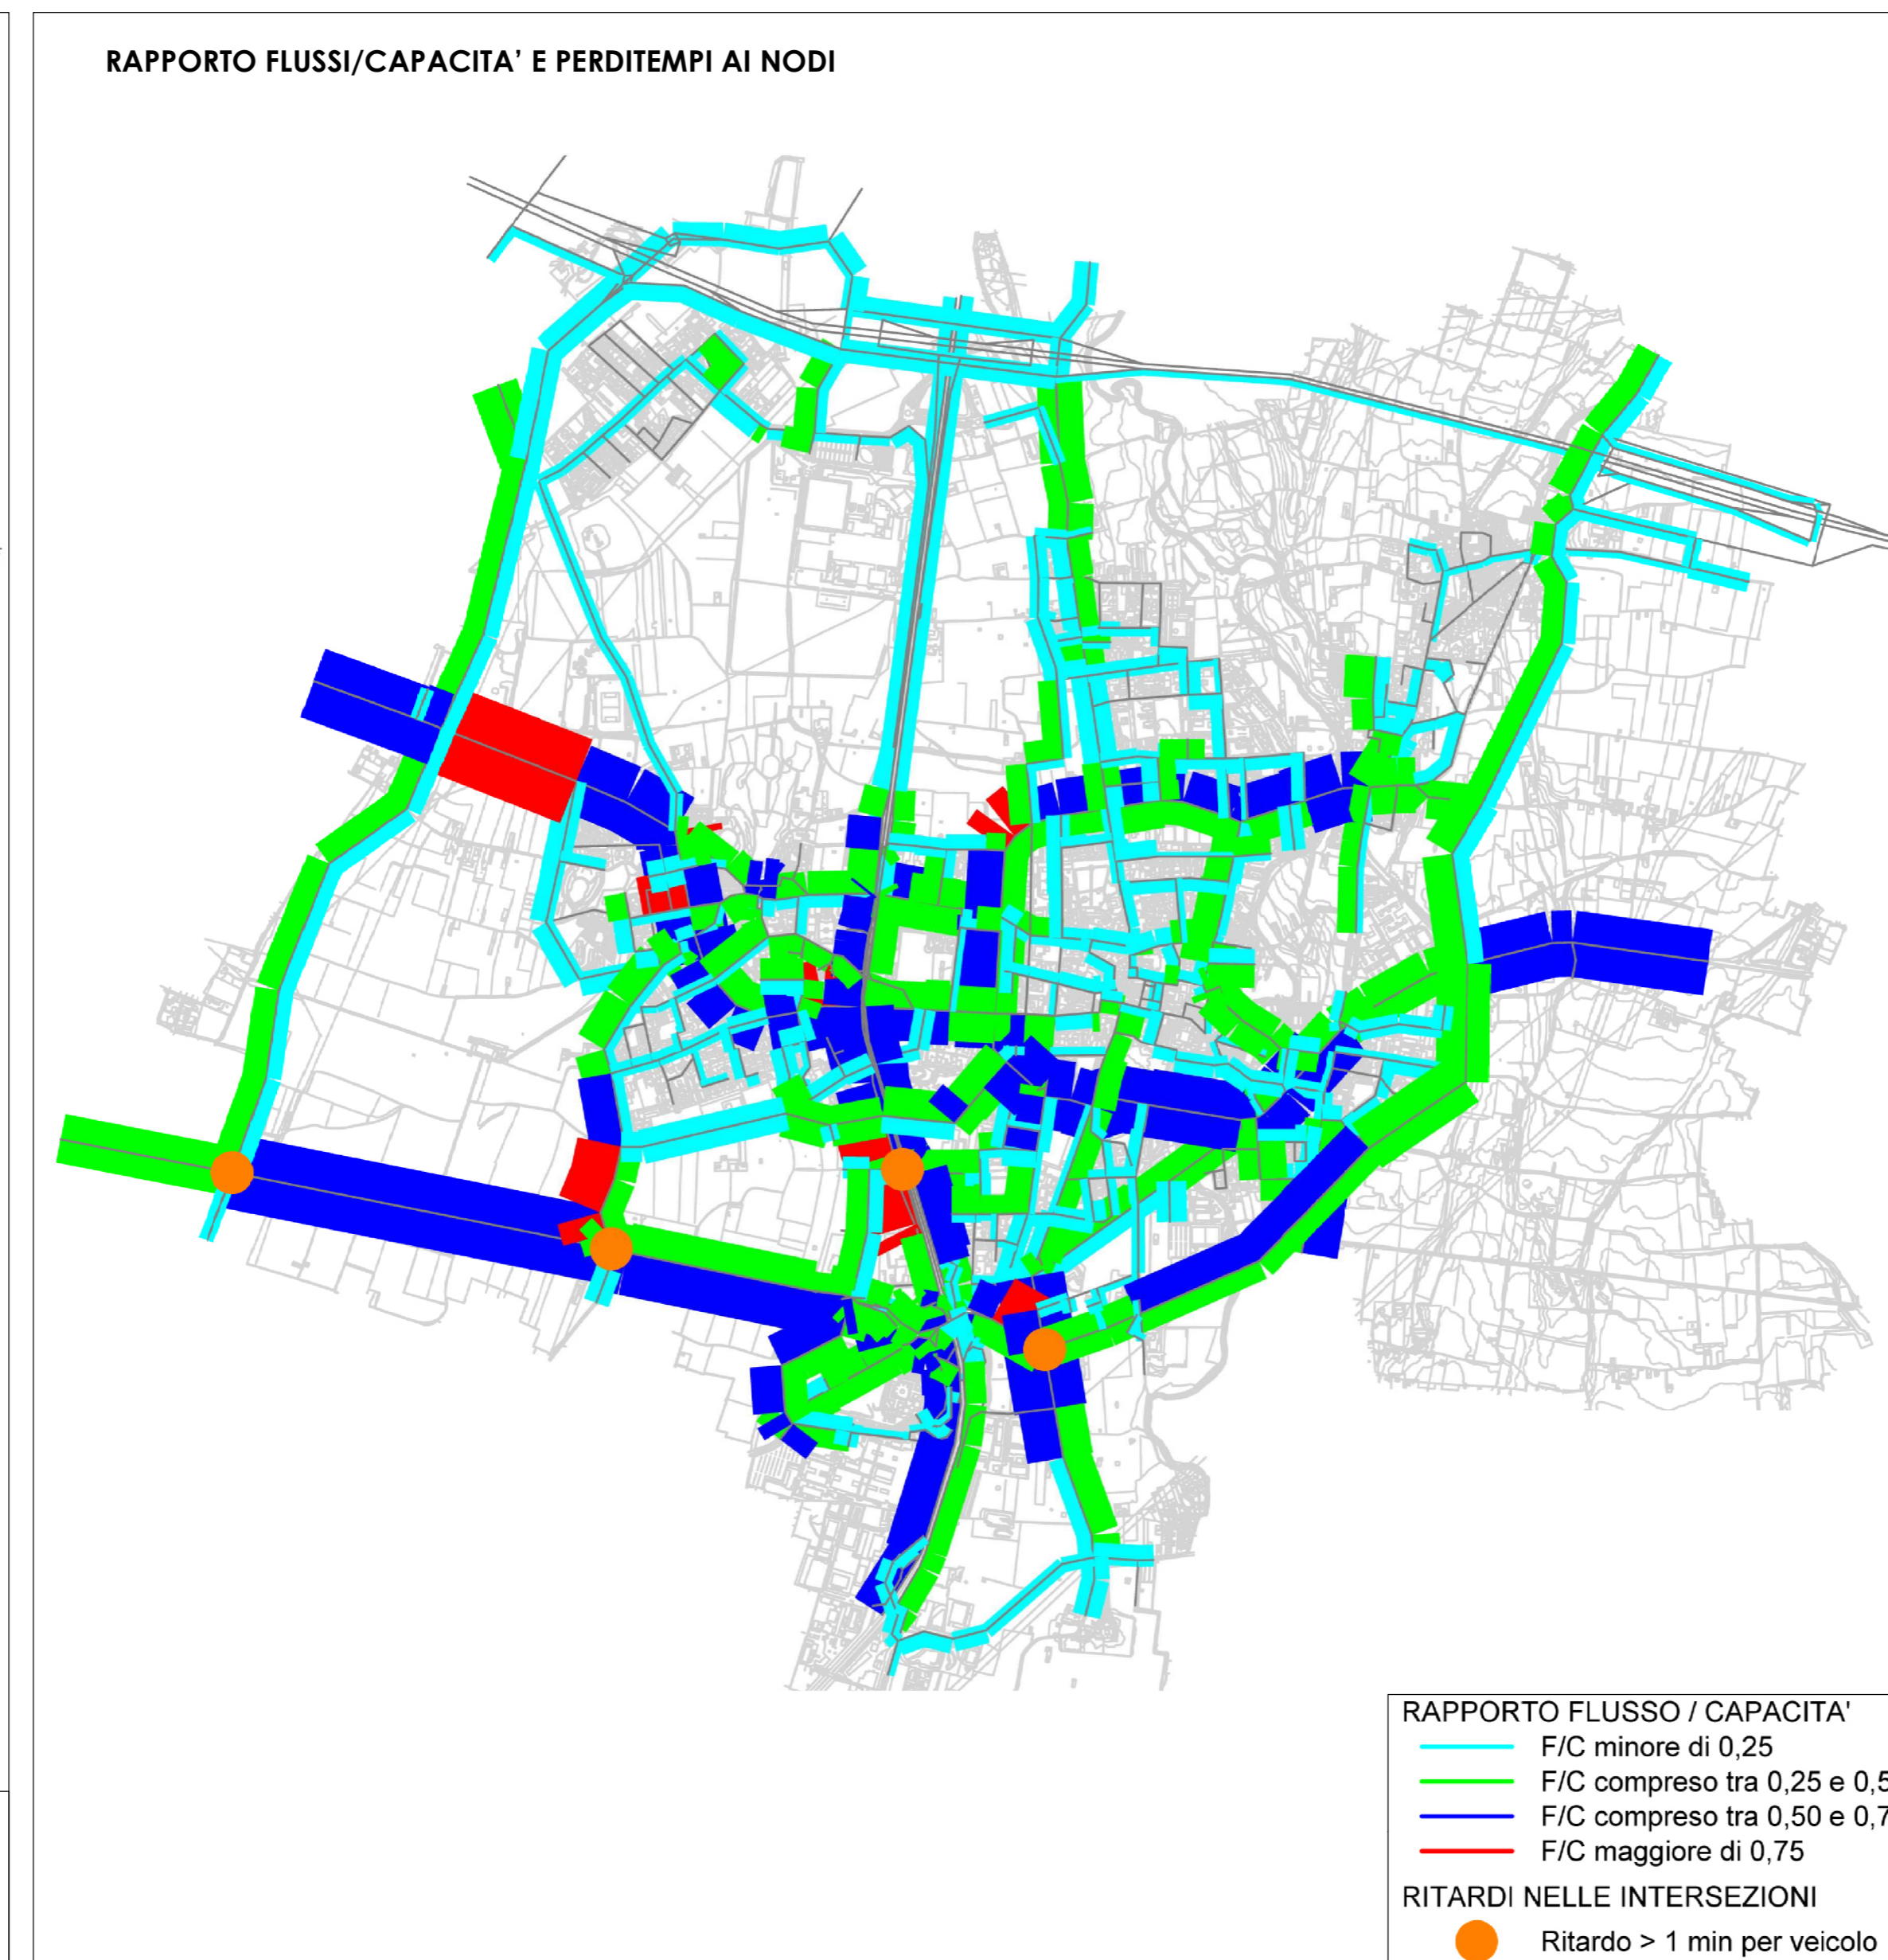 RAPPORTO FLUSSI/CAPACITA’ E PERDITEMPI AI NODI
RAPPORTO FLUSSO / CAPACITA'
F/C minore di 0,25
F/C compreso tra 0,25 e 0,5
F/C compreso tra 0,50 e 0,7
F/C maggiore di 0,75
RITARDI NELLE INTERSEZIONI
Ritardo > 1 min per veicolo